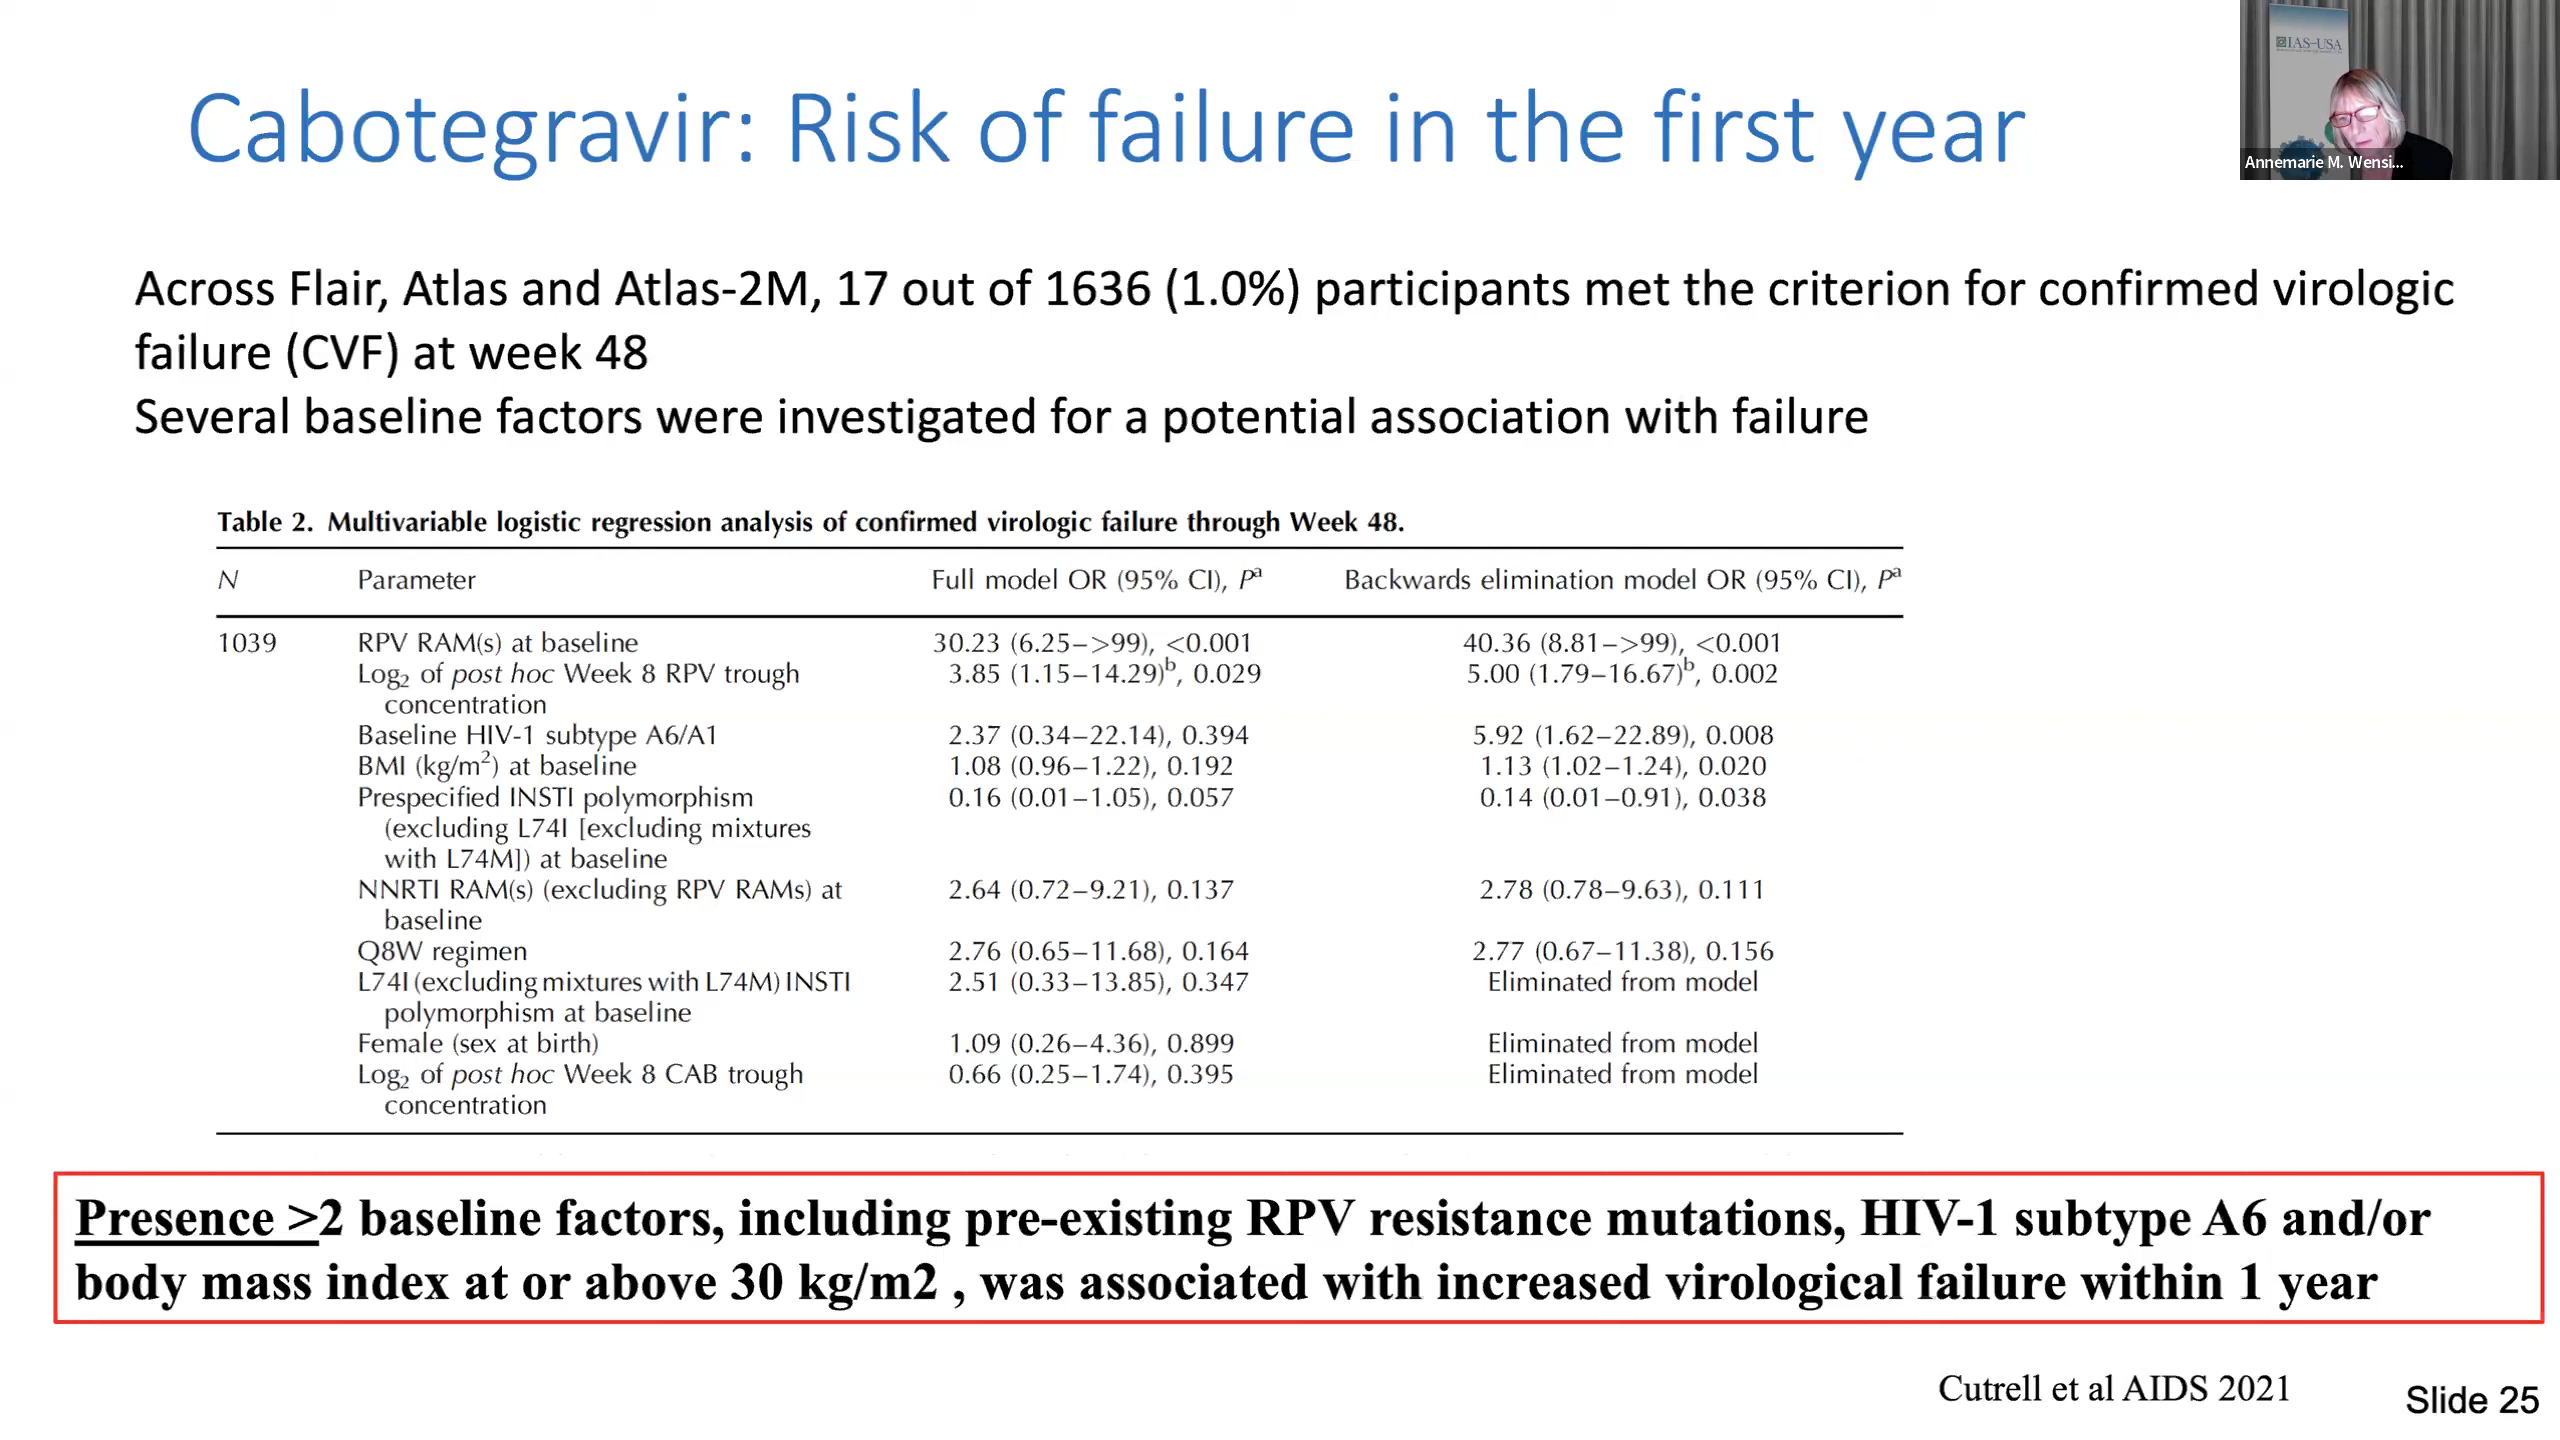 Cabotegravir: Risk of failure in the first year
IAS–USA
Annemarie M. Wensi...
Across Flair, Atlas and Atlas-2M, 17 out of 1636 (1.0%) participants met the criterion for confirmed virologic
failure (CVF) at week 48
Several baseline factors were investigated for a potential association with failure
Table 2. Multivariable logistic regression analysis of confirmed virologic failure through Week 48.
N Parameter Full model OR (95% CI), Pᵃ Backwards elimination model OR (95% CI), Pᵃ
1039 RPV RAM(s) at baseline 30.23 (6.25–>99), <0.001 40.36 (8.81–>99), <0.001
Log₂ of post hoc Week 8 RPV trough 3.85 (1.15–14.29)ᵇ, 0.029 5.00 (1.79–16.67)ᵇ, 0.002
concentration
Baseline HIV-1 subtype A6/A1 2.37 (0.34–22.14), 0.394 5.92 (1.62–22.89), 0.008
BMI (kg/m²) at baseline 1.08 (0.96–1.22), 0.192 1.13 (1.02–1.24), 0.020
Prespecified INSTI polymorphism 0.16 (0.01–1.05), 0.057 0.14 (0.01–0.91), 0.038
(excluding L74I [excluding mixtures
with L74M]) at baseline
NNRTI RAM(s) (excluding RPV RAMs) at 2.64 (0.72–9.21), 0.137 2.78 (0.78–9.63), 0.111
baseline
Q8W regimen 2.76 (0.65–11.68), 0.164 2.77 (0.67–11.38), 0.156
L74I (excluding mixtures with L74M) INSTI 2.51 (0.33–13.85), 0.347 Eliminated from model
polymorphism at baseline
Female (sex at birth) 1.09 (0.26–4.36), 0.899 Eliminated from model
Log₂ of post hoc Week 8 CAB trough 0.66 (0.25–1.74), 0.395 Eliminated from model
concentration
Presence >2 baseline factors, including pre-existing RPV resistance mutations, HIV-1 subtype A6 and/or
body mass index at or above 30 kg/m2 , was associated with increased virological failure within 1 year
Cutrell et al AIDS 2021
Slide 25